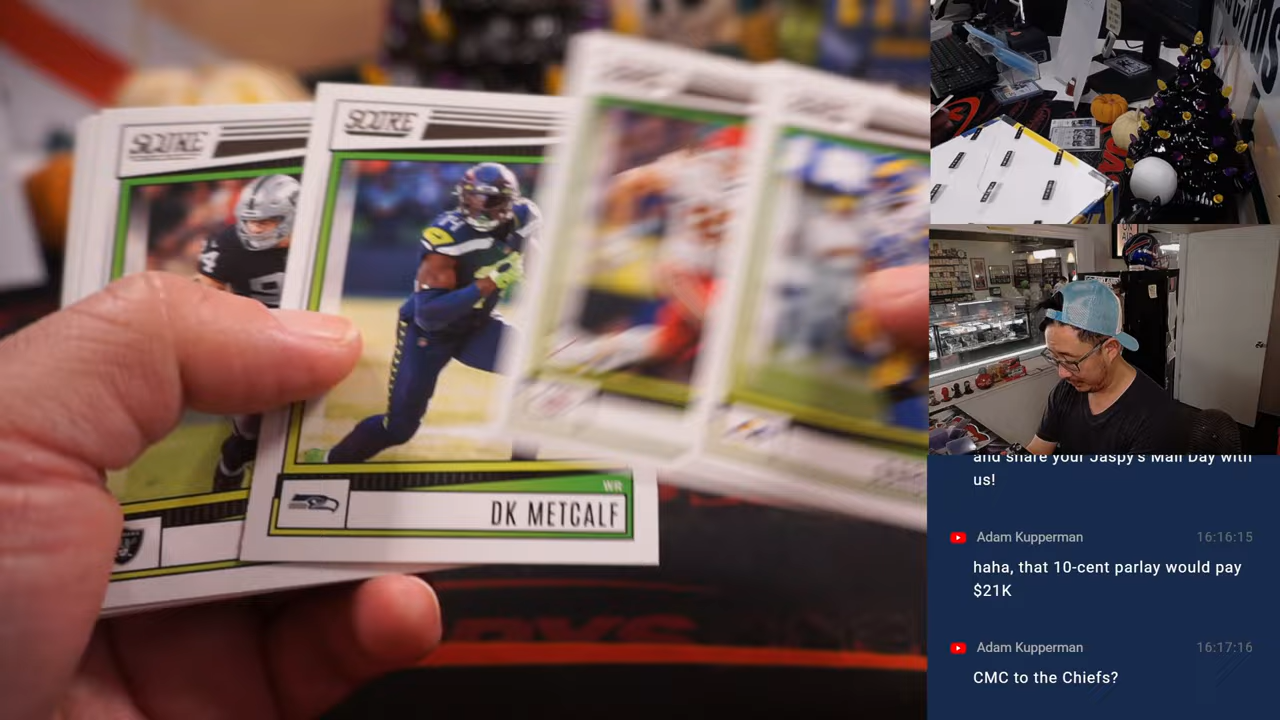 SCORE
SCORE
WR
DK METCALF
and share your Jaspy's Mail Day with
us!
Adam Kupperman 16:16:15
haha, that 10-cent parlay would pay
$21K
Adam Kupperman 16:17:16
CMC to the Chiefs?